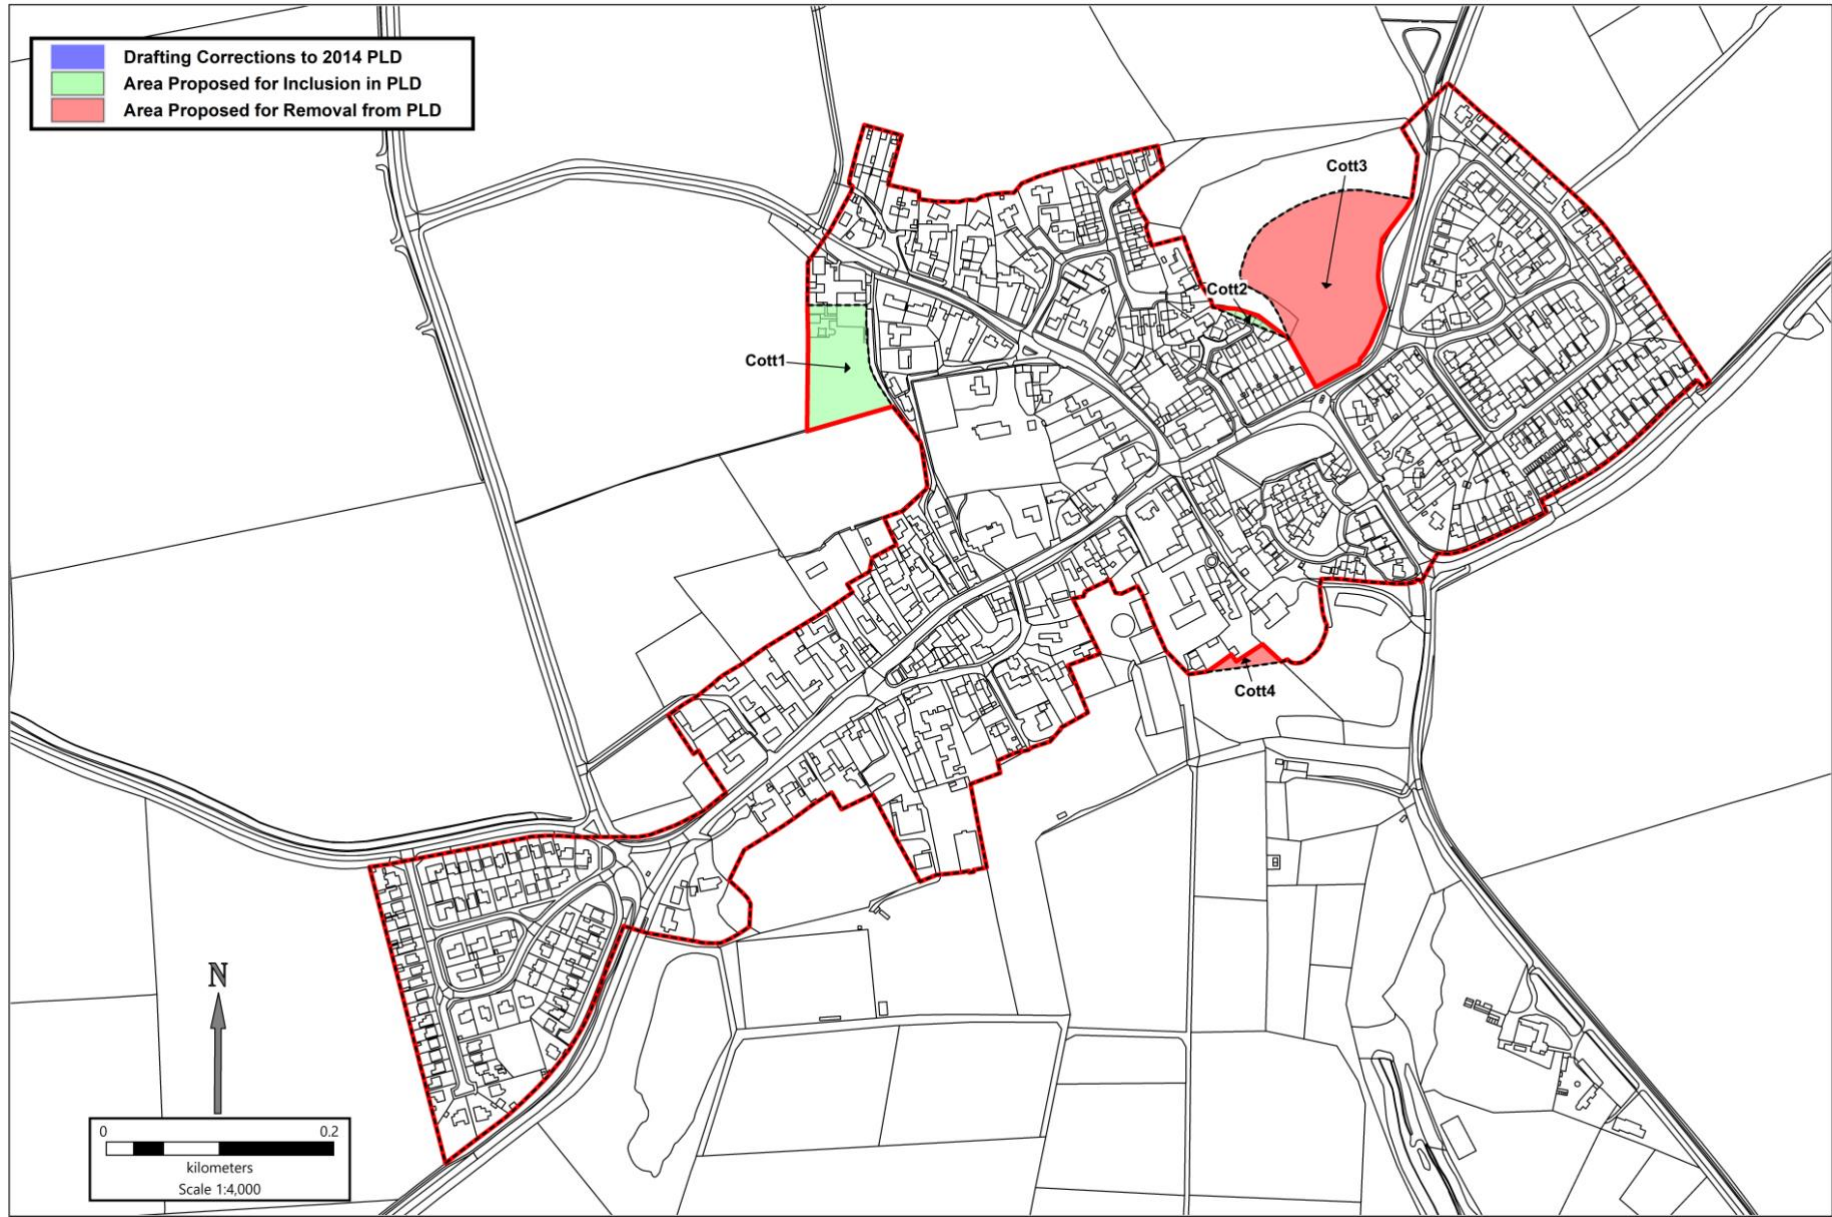 Drafting Corrections to 2014 PLD
Area Proposed for Inclusion in PLD
Area Proposed for Removal from PLD
Cott3
Cott2
Cott1
Cott4
N
0 0.2
kilometers
Scale 1:4,000